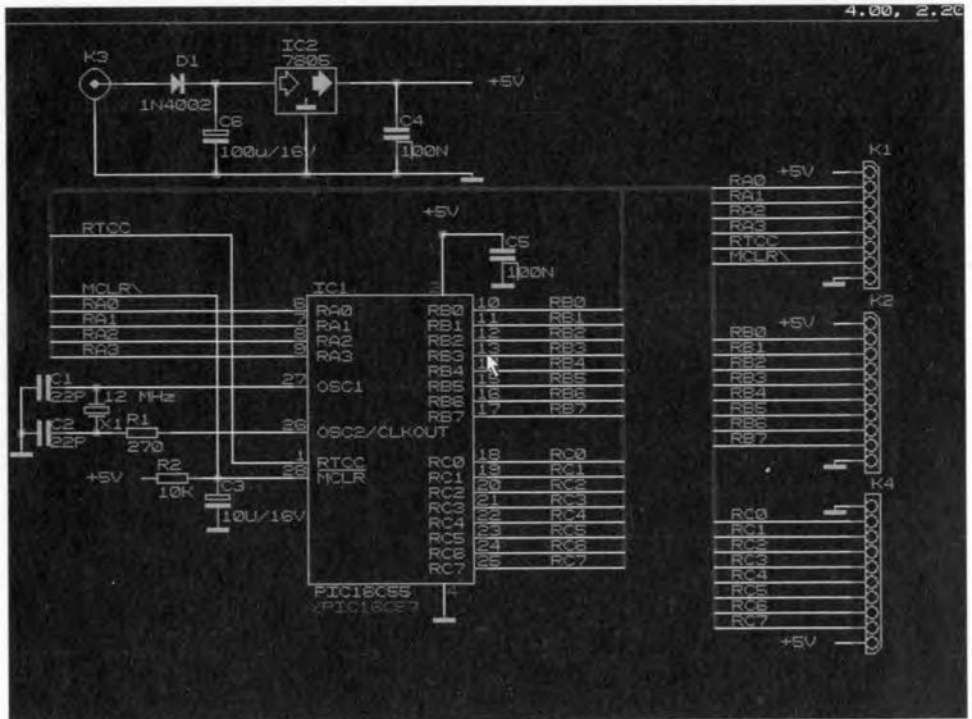 4.00, 2.20
K3
D1
1N4002
IC2
7805
+5V
C6
100u/16V
C4
100N
K1
+5V
RA0
RA1
RA2
RA3
RTCC
MCLR\
RTCC
+5V
C5
100N
MCLR\
RA0
RA1
RA2
RA3
IC1
6
7
8
9
RA0
RA1
RA2
RA3
27
OSC1
26
OSC2/CLKOUT
1
RTCC
28
MCLR
C1
22P
12 MHz
C2
22P
X1
R1
270
+5V
R2
10K
C3
10U/16V
RB0 10 RB0
RB1 11 RB1
RB2 12 RB2
RB3 13 RB3
RB4 RB4
RB5 15 RB5
RB6 16 RB6
RB7 17 RB7
RC0 18 RC0
RC1 19 RC1
RC2 20 RC2
RC3 21 RC3
RC4 22 RC4
RC5 23 RC5
RC6 24 RC6
RC7 25 RC7
PIC16C55
4
K2
+5V
RB0
RB1
RB2
RB3
RB4
RB5
RB6
RB7
K4
RC0
RC1
RC2
RC3
RC4
RC5
RC6
RC7
+5V